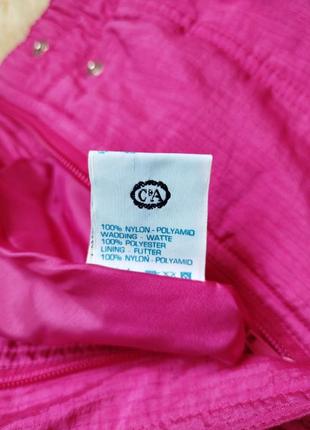 C&A
100% NYLON - POLYAMID
WADDING - WATTE
100% POLYESTER
LINING - FUTTER
100% NYLON - POLYAMID